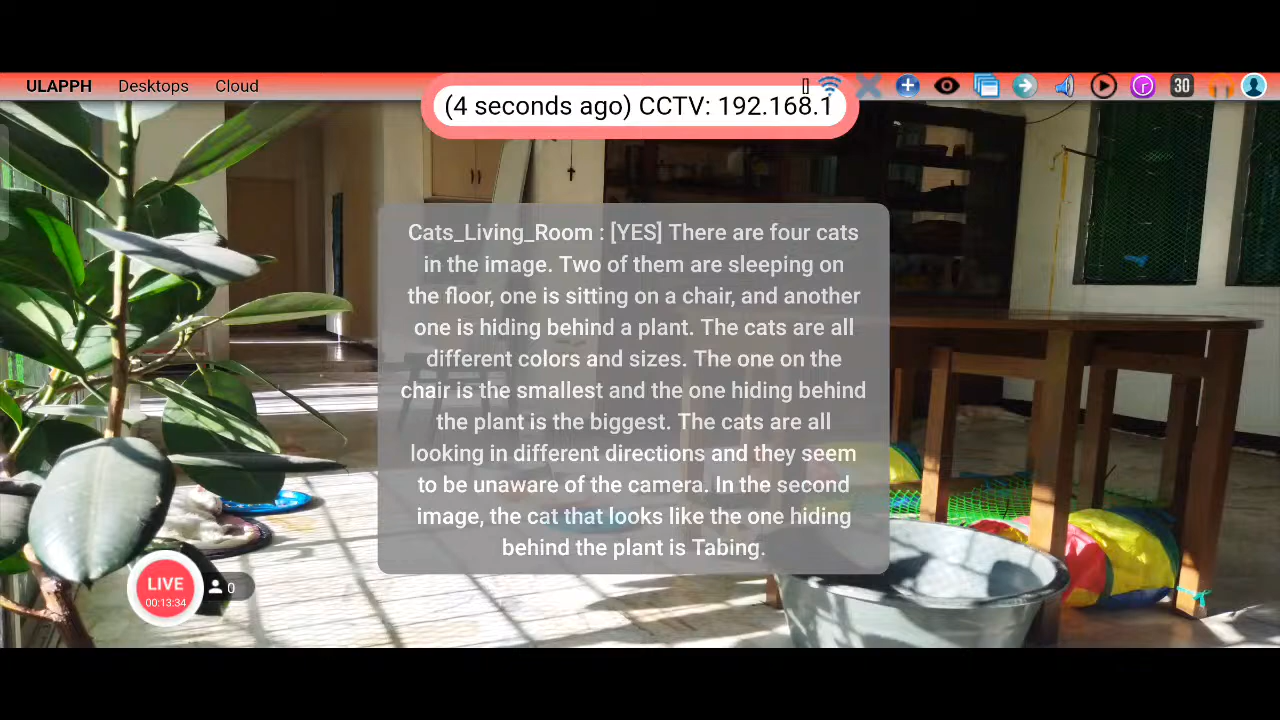 ULAPPH Desktops Cloud
30
(4 seconds ago) CCTV: 192.168.1
Cats_Living_Room : [YES] There are four cats
in the image. Two of them are sleeping on
the floor, one is sitting on a chair, and another
one is hiding behind a plant. The cats are all
different colors and sizes. The one on the
chair is the smallest and the one hiding behind
the plant is the biggest. The cats are all
looking in different directions and they seem
to be unaware of the camera. In the second
image, the cat that looks like the one hiding
behind the plant is Tabing.
LIVE
00:13:34
0